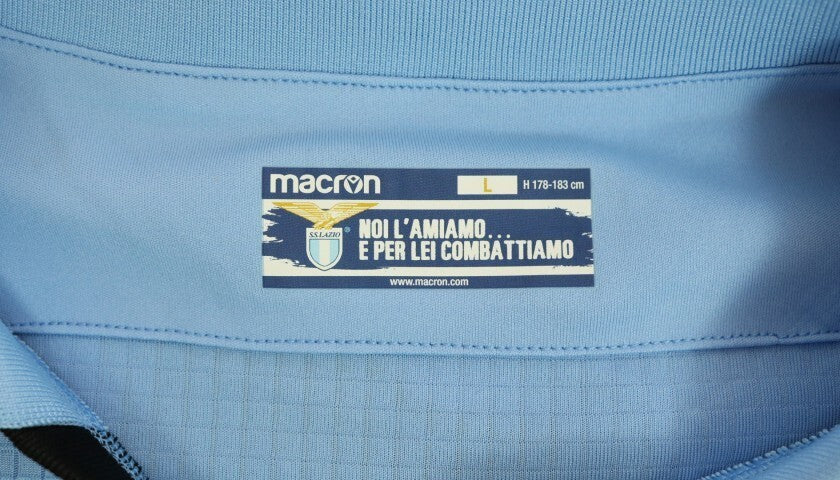 macron L H 178-183 cm
S.S.LAZIO ®
NOI L'AMIAMO...
E PER LEI COMBATTIAMO
www.macron.com